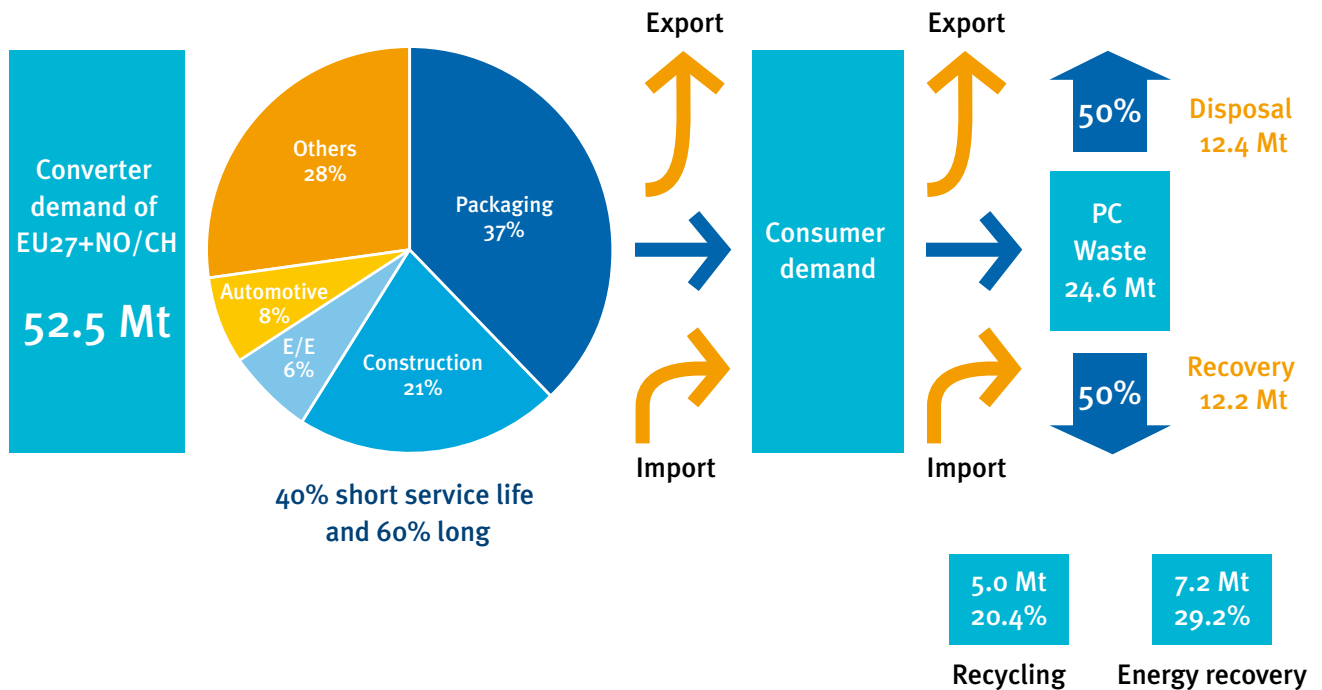 Converter
demand of
EU27+NO/CH
52.5 Mt
Others
28%
Packaging
37%
Automotive
8%
E/E
6%
Construction
21%
40% short service life
and 60% long
Export
Import
Consumer
demand
Export
Import
50%
Disposal
12.4 Mt
PC
Waste
24.6 Mt
50%
Recovery
12.2 Mt
5.0 Mt
20.4%
Recycling
7.2 Mt
29.2%
Energy recovery